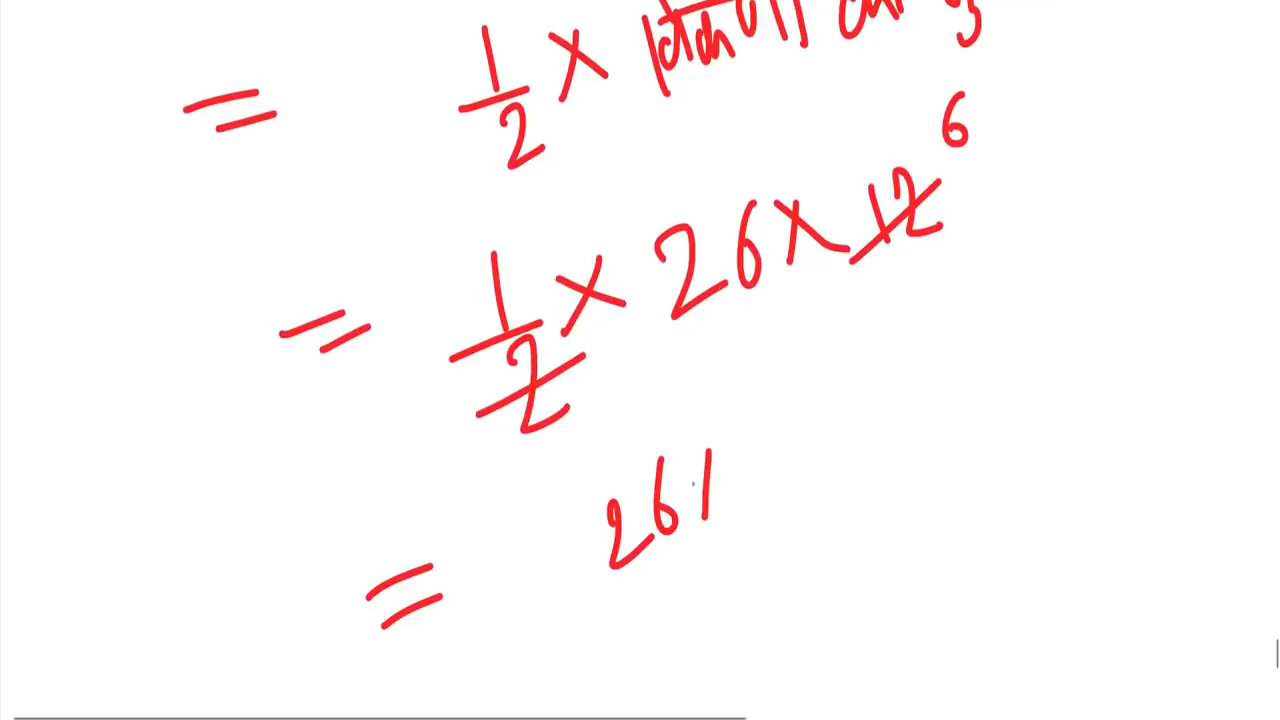 = 1/2 ×
6
= 1/2 × 26 × 12
= 26